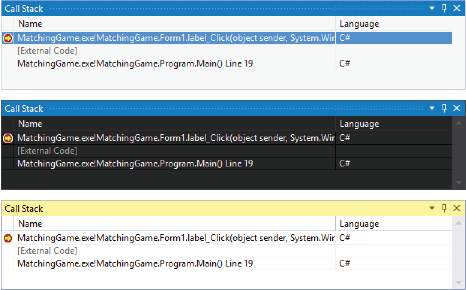 Call Stack
Name Language
MatchingGame.exe!MatchingGame.Form1.label_Click(object sender, System.Wir C#
[External Code]
MatchingGame.exe!MatchingGame.Program.Main() Line 19 C#
Call Stack
Name Language
MatchingGame.exe!MatchingGame.Form1.label_Click(object sender, System.Wir C#
[External Code]
MatchingGame.exe!MatchingGame.Program.Main() Line 19 C#
Call Stack
Name Language
MatchingGame.exe!MatchingGame.Form1.label_Click(object sender, System.Wir C#
[External Code]
MatchingGame.exe!MatchingGame.Program.Main() Line 19 C#